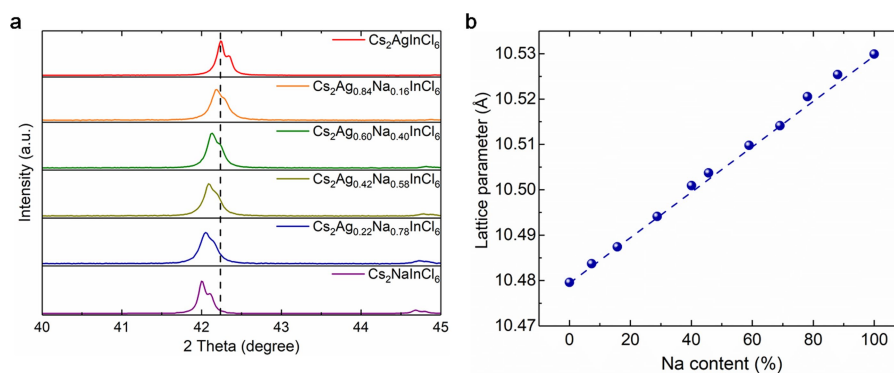 a
Cs₂AgInCl₆
Cs₂Ag₀.₈₄Na₀.₁₆InCl₆
Cs₂Ag₀.₆₀Na₀.₄₀InCl₆
Cs₂Ag₀.₄₂Na₀.₅₈InCl₆
Cs₂Ag₀.₂₂Na₀.₇₈InCl₆
Cs₂NaInCl₆
Intensity (a.u.)
40 41 42 43 44 45
2 Theta (degree)
b
10.53
10.52
10.51
10.50
10.49
10.48
10.47
Lattice parameter (Å)
0 20 40 60 80 100
Na content (%)